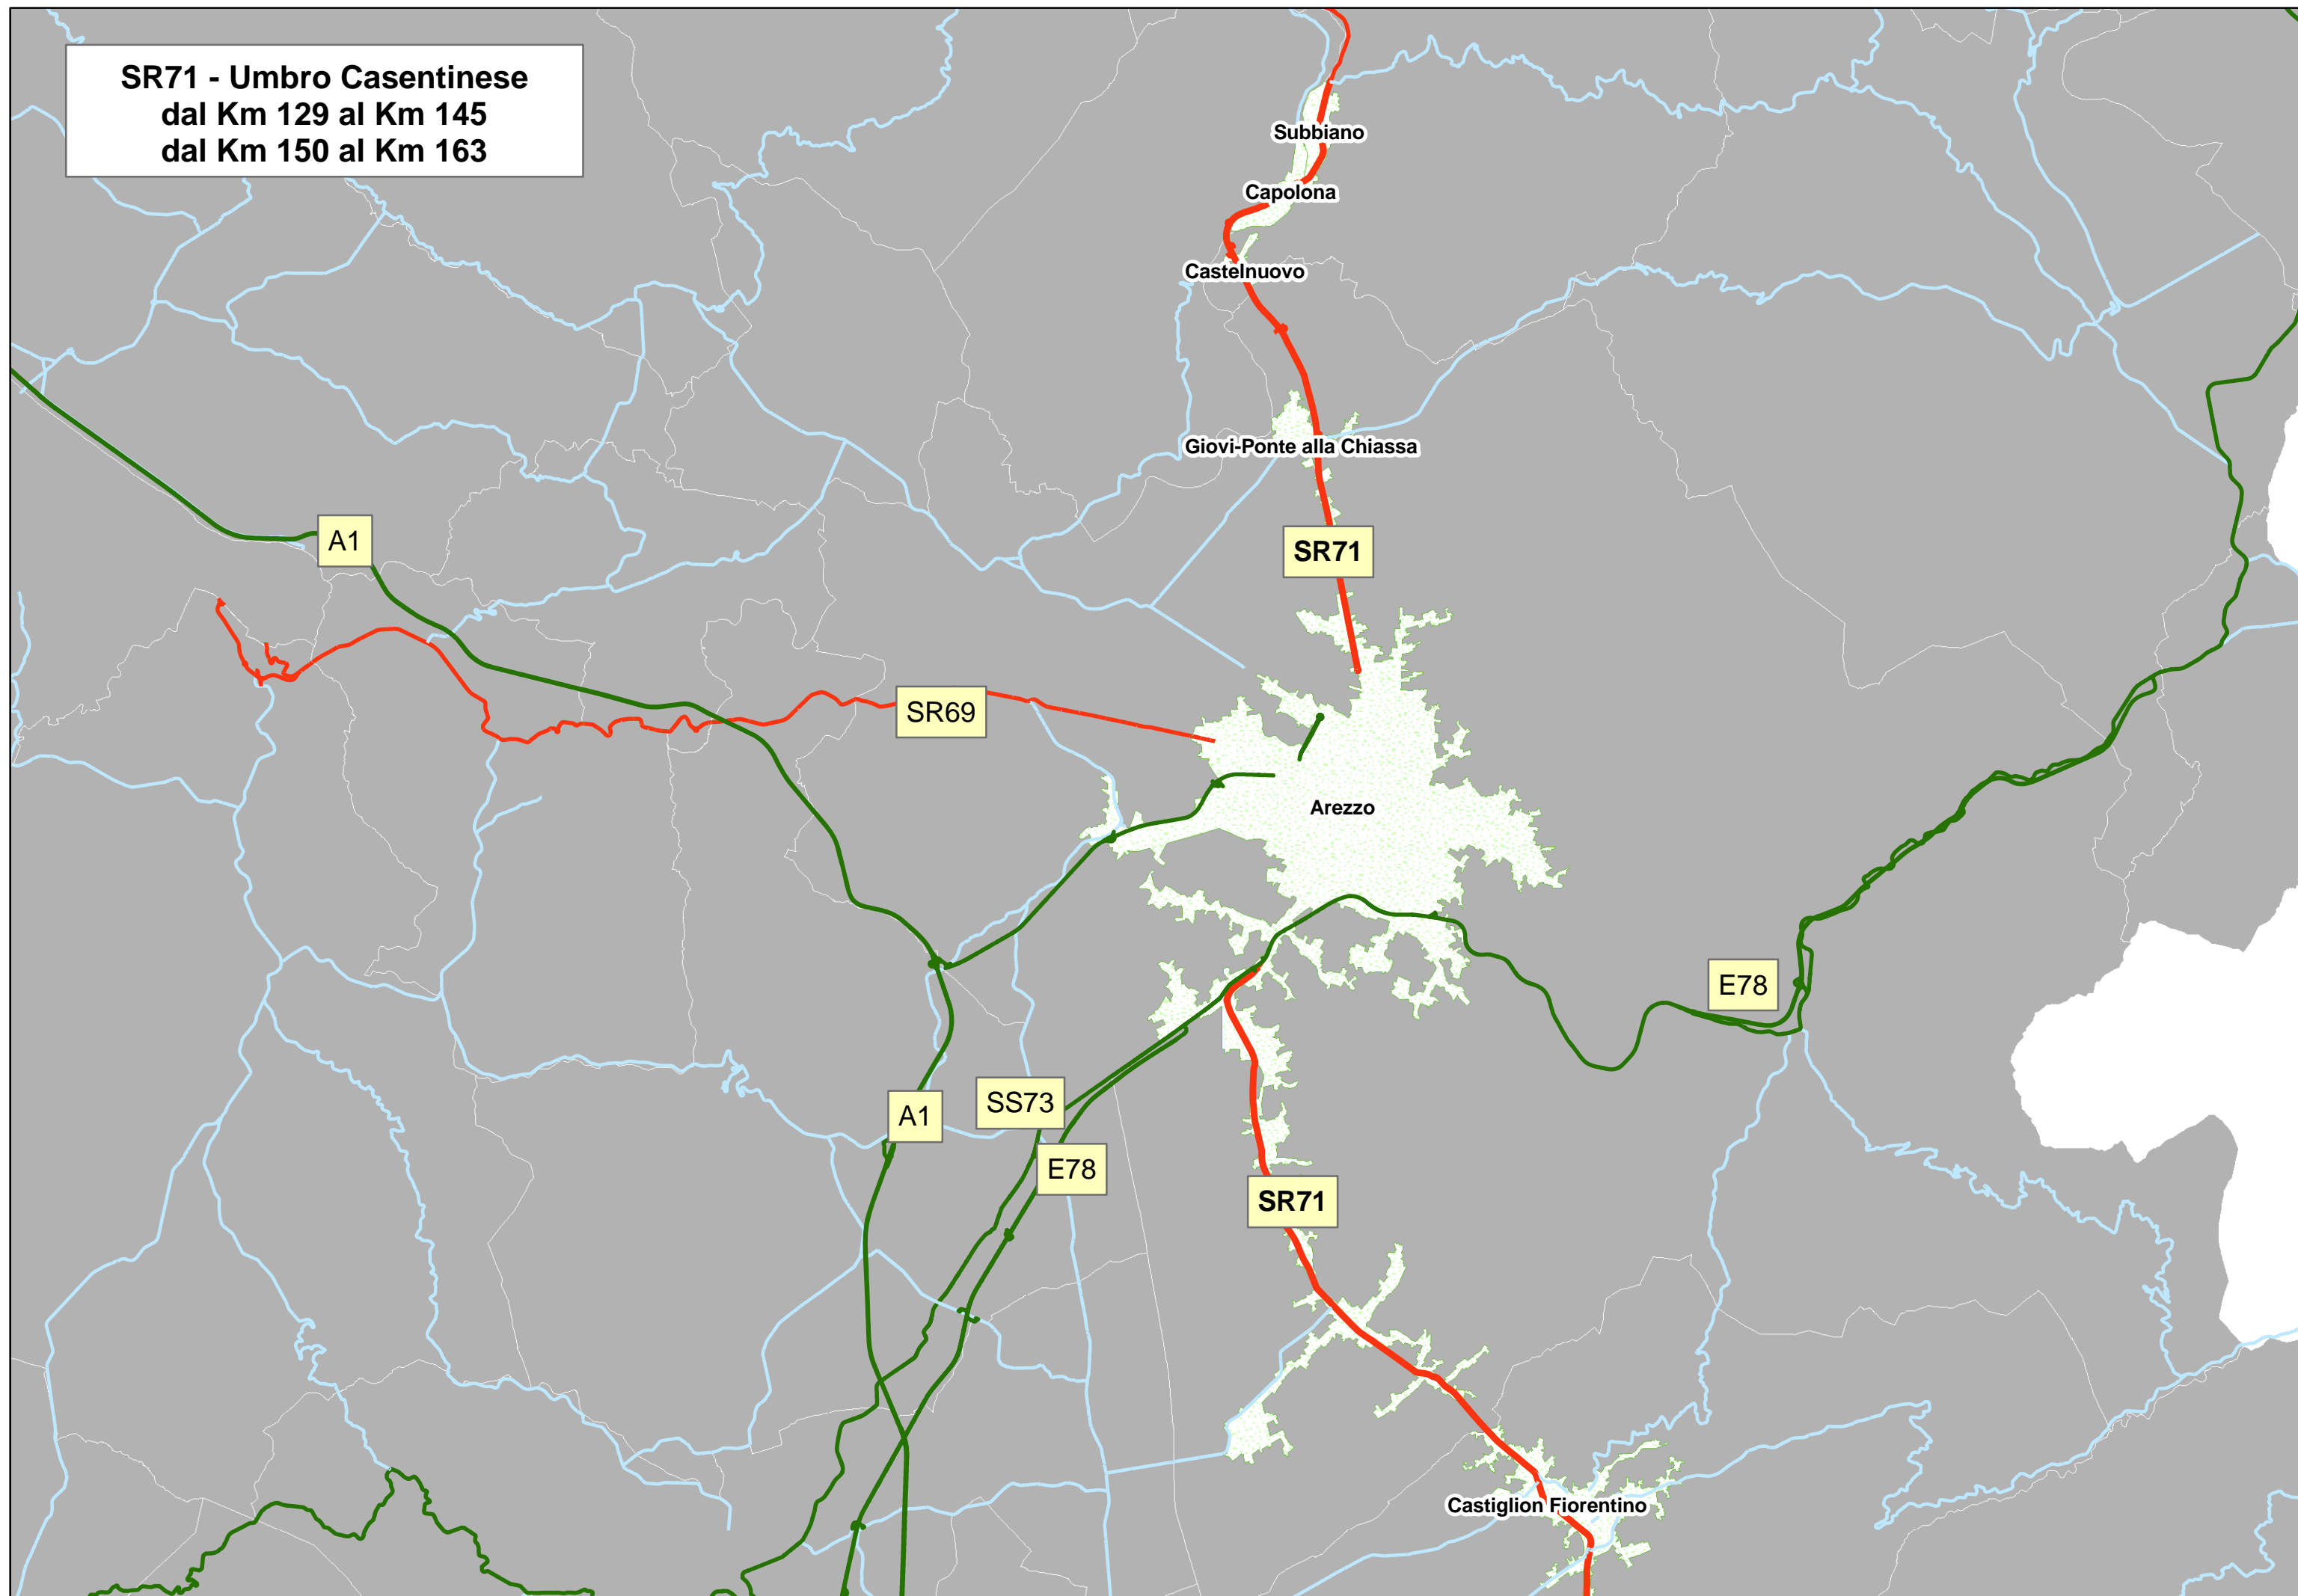 SR71 - Umbro Casentinese
dal Km 129 al Km 145
dal Km 150 al Km 163
Subbiano
Capolona
Castelnuovo
Giovi-Ponte alla Chiassa
A1
SR71
SR69
Arezzo
E78
SS73
A1
E78
SR71
Castiglion Fiorentino